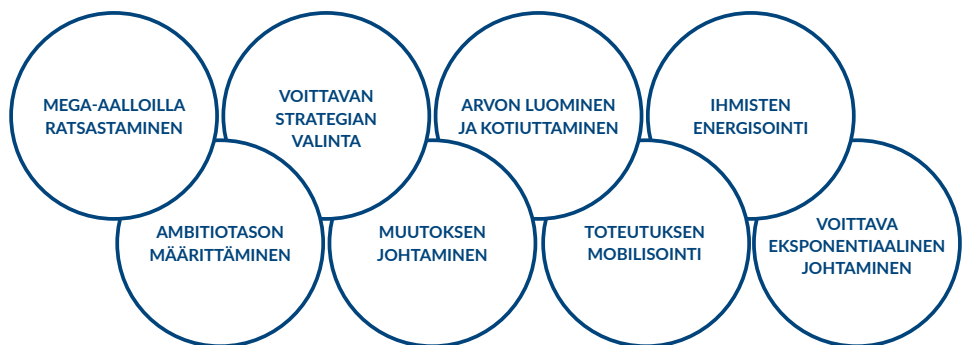 MEGA-AALLOILLA
RATSASTAMINEN
VOITTAVAN
STRATEGIAN
VALINTA
ARVON LUOMINEN
JA KOTIUTTAMINEN
IHMISTEN
ENERGISOINTI
AMBITIOTASON
MÄÄRITTÄMINEN
MUUTOKSEN
JOHTAMINEN
TOTEUTUKSEN
MOBILISOINTI
VOITTAVA
EKSPONENTIAALINEN
JOHTAMINEN